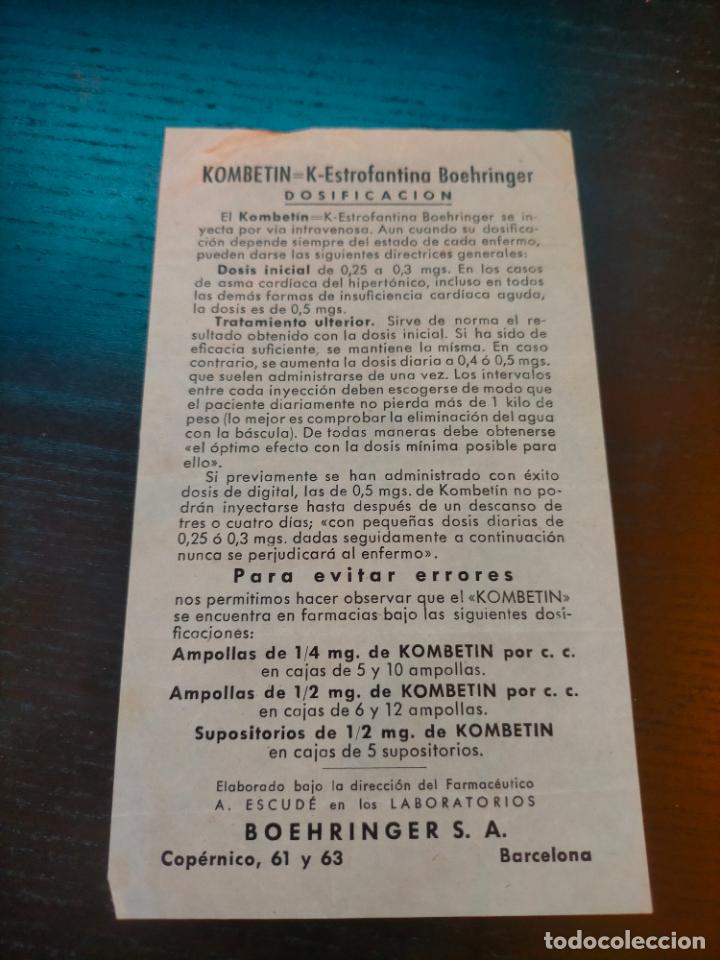 KOMBETIN=K-Estrofantina Boehringer
DOSIFICACION
El Kombetín=K-Estrofantina Boehringer se in-
yecta por vía intravenosa. Aun cuando su dosifica-
ción depende siempre del estado de cada enfermo,
pueden darse las siguientes directrices generales:
Dosis inicial de 0,25 a 0,3 mgs. En los casos
de asma cardíaca del hipertónico, incluso en todas
las demás formas de insuficiencia cardíaca aguda,
la dosis es de 0,5 mgs.
Tratamiento ulterior. Sirve de norma el re-
sultado obtenido con la dosis inicial. Si ha sido de
eficacia suficiente, se mantiene la misma. En caso
contrario, se aumenta la dosis diaria a 0,4 ó 0,5 mgs.
que suelen administrarse de una vez. Los intervalos
entre cada inyección deben escogerse de modo que
el paciente diariamente no pierda más de 1 kilo de
peso (lo mejor es comprobar la eliminación del agua
con la báscula). De todas maneras debe obtenerse
«el óptimo efecto con la dosis mínima posible para
ello».
Si previamente se han administrado con éxito
dosis de digital, las de 0,5 mgs. de Kombetín no po-
drán inyectarse hasta después de un descanso de
tres o cuatro días; «con pequeñas dosis diarias de
0,25 ó 0,3 mgs. dadas seguidamente a continuación
nunca se perjudicará al enfermo».
Para evitar errores
nos permitimos hacer observar que el «KOMBETIN»
se encuentra en farmacias bajo las siguientes dosi-
ficaciones:
Ampollas de 1/4 mg. de KOMBETIN por c. c.
en cajas de 5 y 10 ampollas.
Ampollas de 1/2 mg. de KOMBETIN por c. c.
en cajas de 6 y 12 ampollas.
Supositorios de 1/2 mg. de KOMBETIN
en cajas de 5 supositorios.
Elaborado bajo la dirección del Farmacéutico
A. ESCUDÉ en los LABORATORIOS
BOEHRINGER S. A.
Copérnico, 61 y 63 Barcelona
todocoleccion